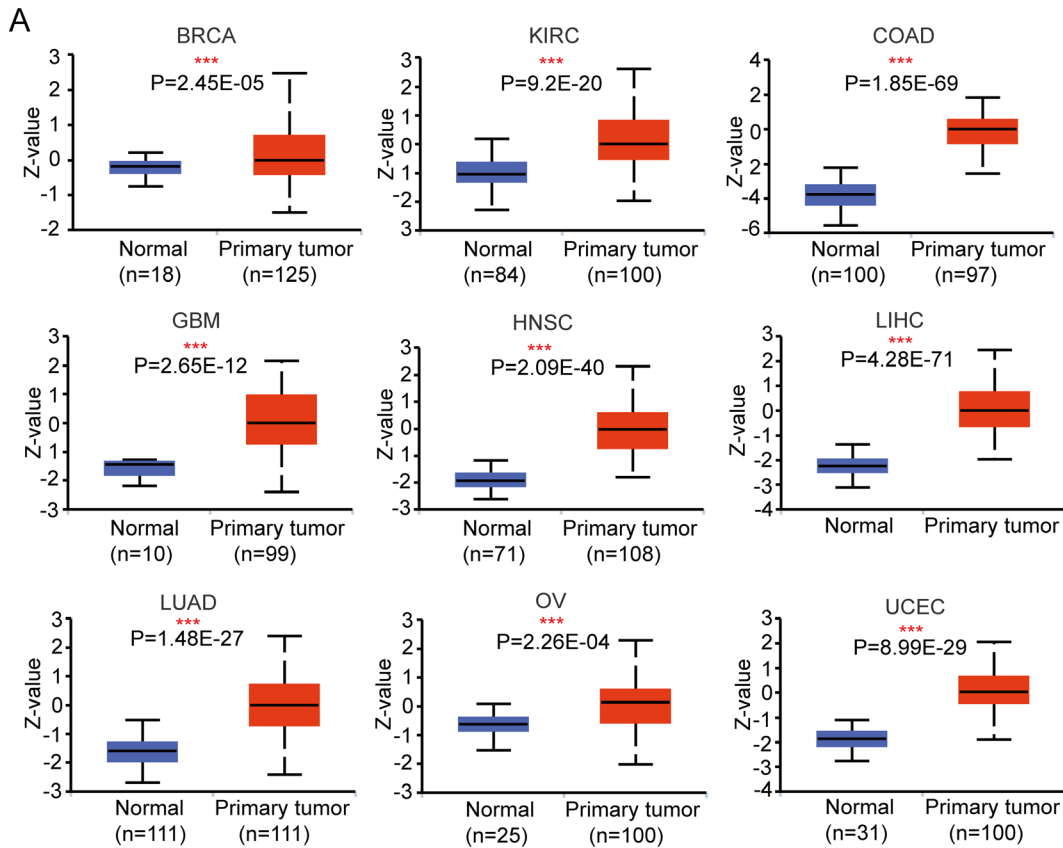 A
BRCA
***
P=2.45E-05
Z-value
3
2
1
0
-1
-2
Normal
(n=18)
Primary tumor
(n=125)
KIRC
***
P=9.2E-20
Z-value
3
2
1
0
-1
-2
3
Normal
(n=84)
Primary tumor
(n=100)
COAD
***
P=1.85E-69
Z-value
4
2
0
-2
-4
-6
Normal
(n=100)
Primary tumor
(n=97)
GBM
***
P=2.65E-12
Z-value
3
2
1
0
1
-2
-3
Normal
(n=10)
Primary tumor
(n=99)
HNSC
***
P=2.09E-40
Z-value
3
2
1
0
-1
-2
-3
Normal
(n=71)
Primary tumor
(n=108)
LIHC
***
P=4.28E-71
Z-value
3
2
1
0
-1
-2
-3
-4
Normal
Primary tumor
LUAD
***
P=1.48E-27
Z-value
3
2
1
0
-1
-2
-3
Normal
(n=111)
Primary tumor
(n=111)
OV
***
P=2.26E-04
Z-value
3
2
1
0
-1
-2
-3
Normal
(n=25)
Primary tumor
(n=100)
UCEC
***
P=8.99E-29
Z-value
3
2
1
0
-1
-2
-3
-4
Normal
(n=31)
Primary tumor
(n=100)